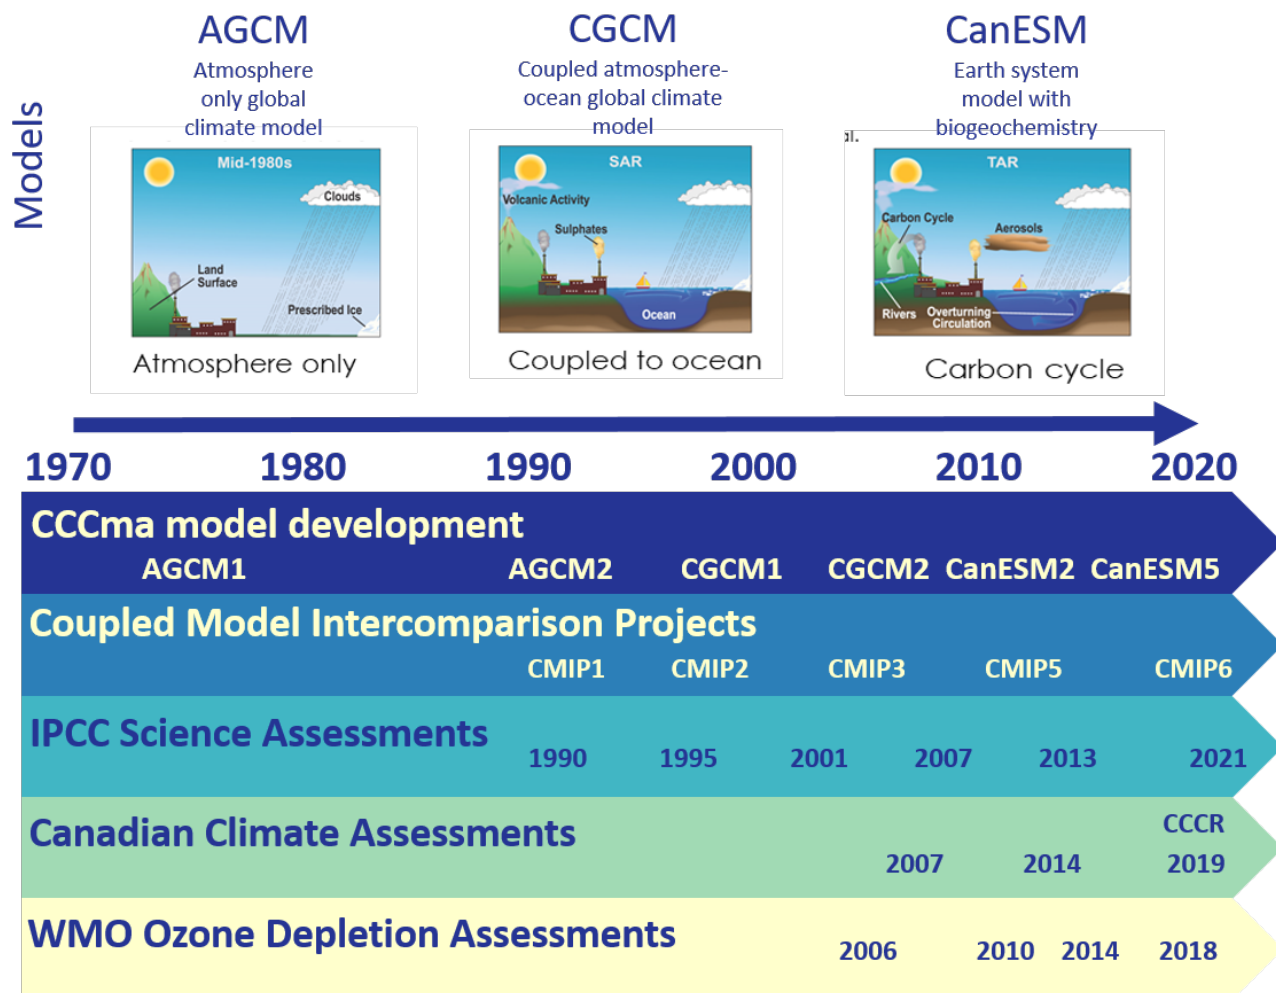 AGCM
Atmosphere
only global
climate model
CGCM
Coupled atmosphere-
ocean global climate
model
CanESM
Earth system
model with
biogeochemistry
Models
Mid-1980s
Clouds
Land
Surface
Prescribed Ice
Atmosphere only
SAR
Volcanic Activity
Sulphates
Ocean
Coupled to ocean
al.
TAR
Carbon Cycle
Aerosols
Rivers
Overturning
Circulation
Carbon cycle
1970 1980 1990 2000 2010 2020
CCCma model development
AGCM1 AGCM2 CGCM1 CGCM2 CanESM2 CanESM5
Coupled Model Intercomparison Projects
CMIP1 CMIP2 CMIP3 CMIP5 CMIP6
IPCC Science Assessments
1990 1995 2001 2007 2013 2021
Canadian Climate Assessments
CCCR
2007 2014 2019
WMO Ozone Depletion Assessments
2006 2010 2014 2018